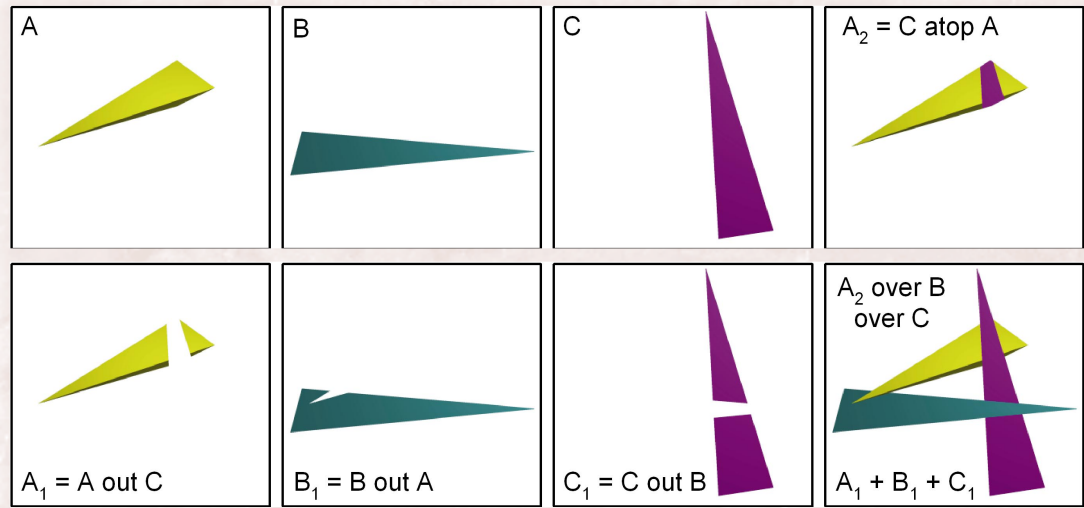 A
B
C
A₂ = C atop A
A₁ = A out C
B₁ = B out A
C₁ = C out B
A₂ over B
over C
A₁ + B₁ + C₁